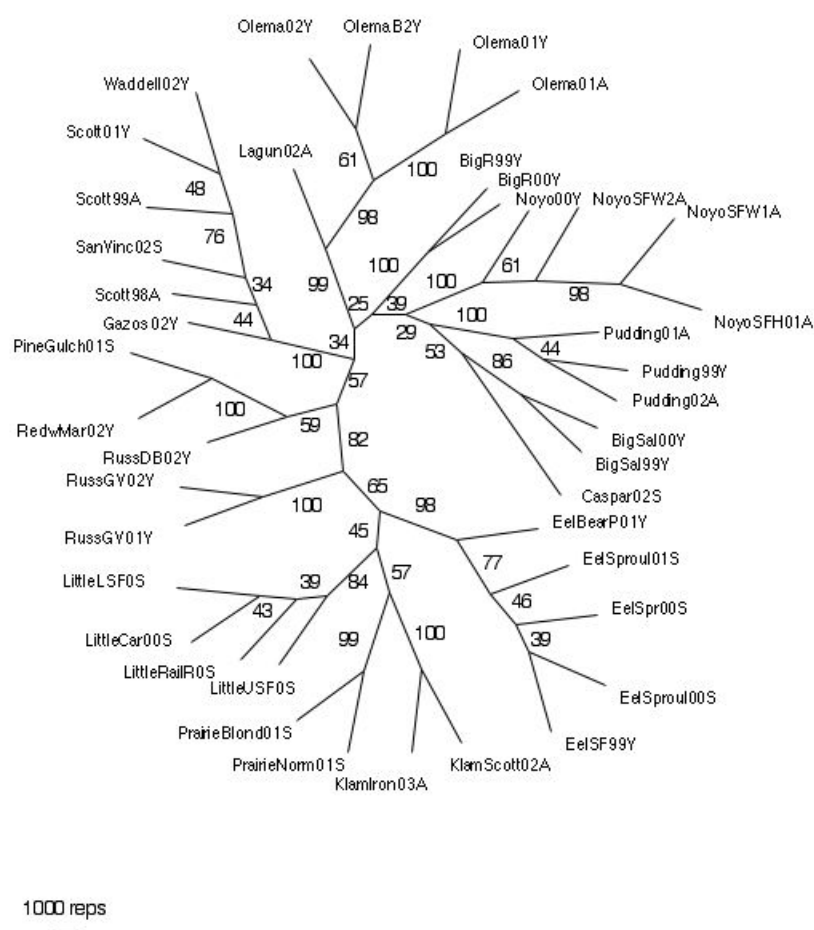 Olema02Y
OlemaB2Y
Olema01Y
Waddell02Y
Olema01A
Scott01Y
Lagun02A
61
100
BigR99Y
BigR00Y
48
Scott99A
Noyo00Y
NoyoSFW2A
NoyoSFW1A
98
76
SanVinc02S
100
61
100
34
99
Scott98A
25
39
98
44
Gazos02Y
100
NoyoSFH01A
29
34
Pudding01A
PineGulch01S
100
53
86
44
57
Pudding99Y
Pudding02A
100
59
RedwMar02Y
82
BigSal00Y
RussDB02Y
BigSal99Y
RussGV02Y
65
98
Caspar02S
100
EelBearP01Y
RussGV01Y
45
77
EelSproul01S
LittleLSF0S
39
84
57
43
46
EelSpr00S
LittleCar00S
99
100
39
LittleRailR0S
LittleUSF0S
EelSproul00S
PrairieBlond01S
EelSF99Y
PrairieNorm01S
KlamScott02A
KlamIron03A
1000 reps